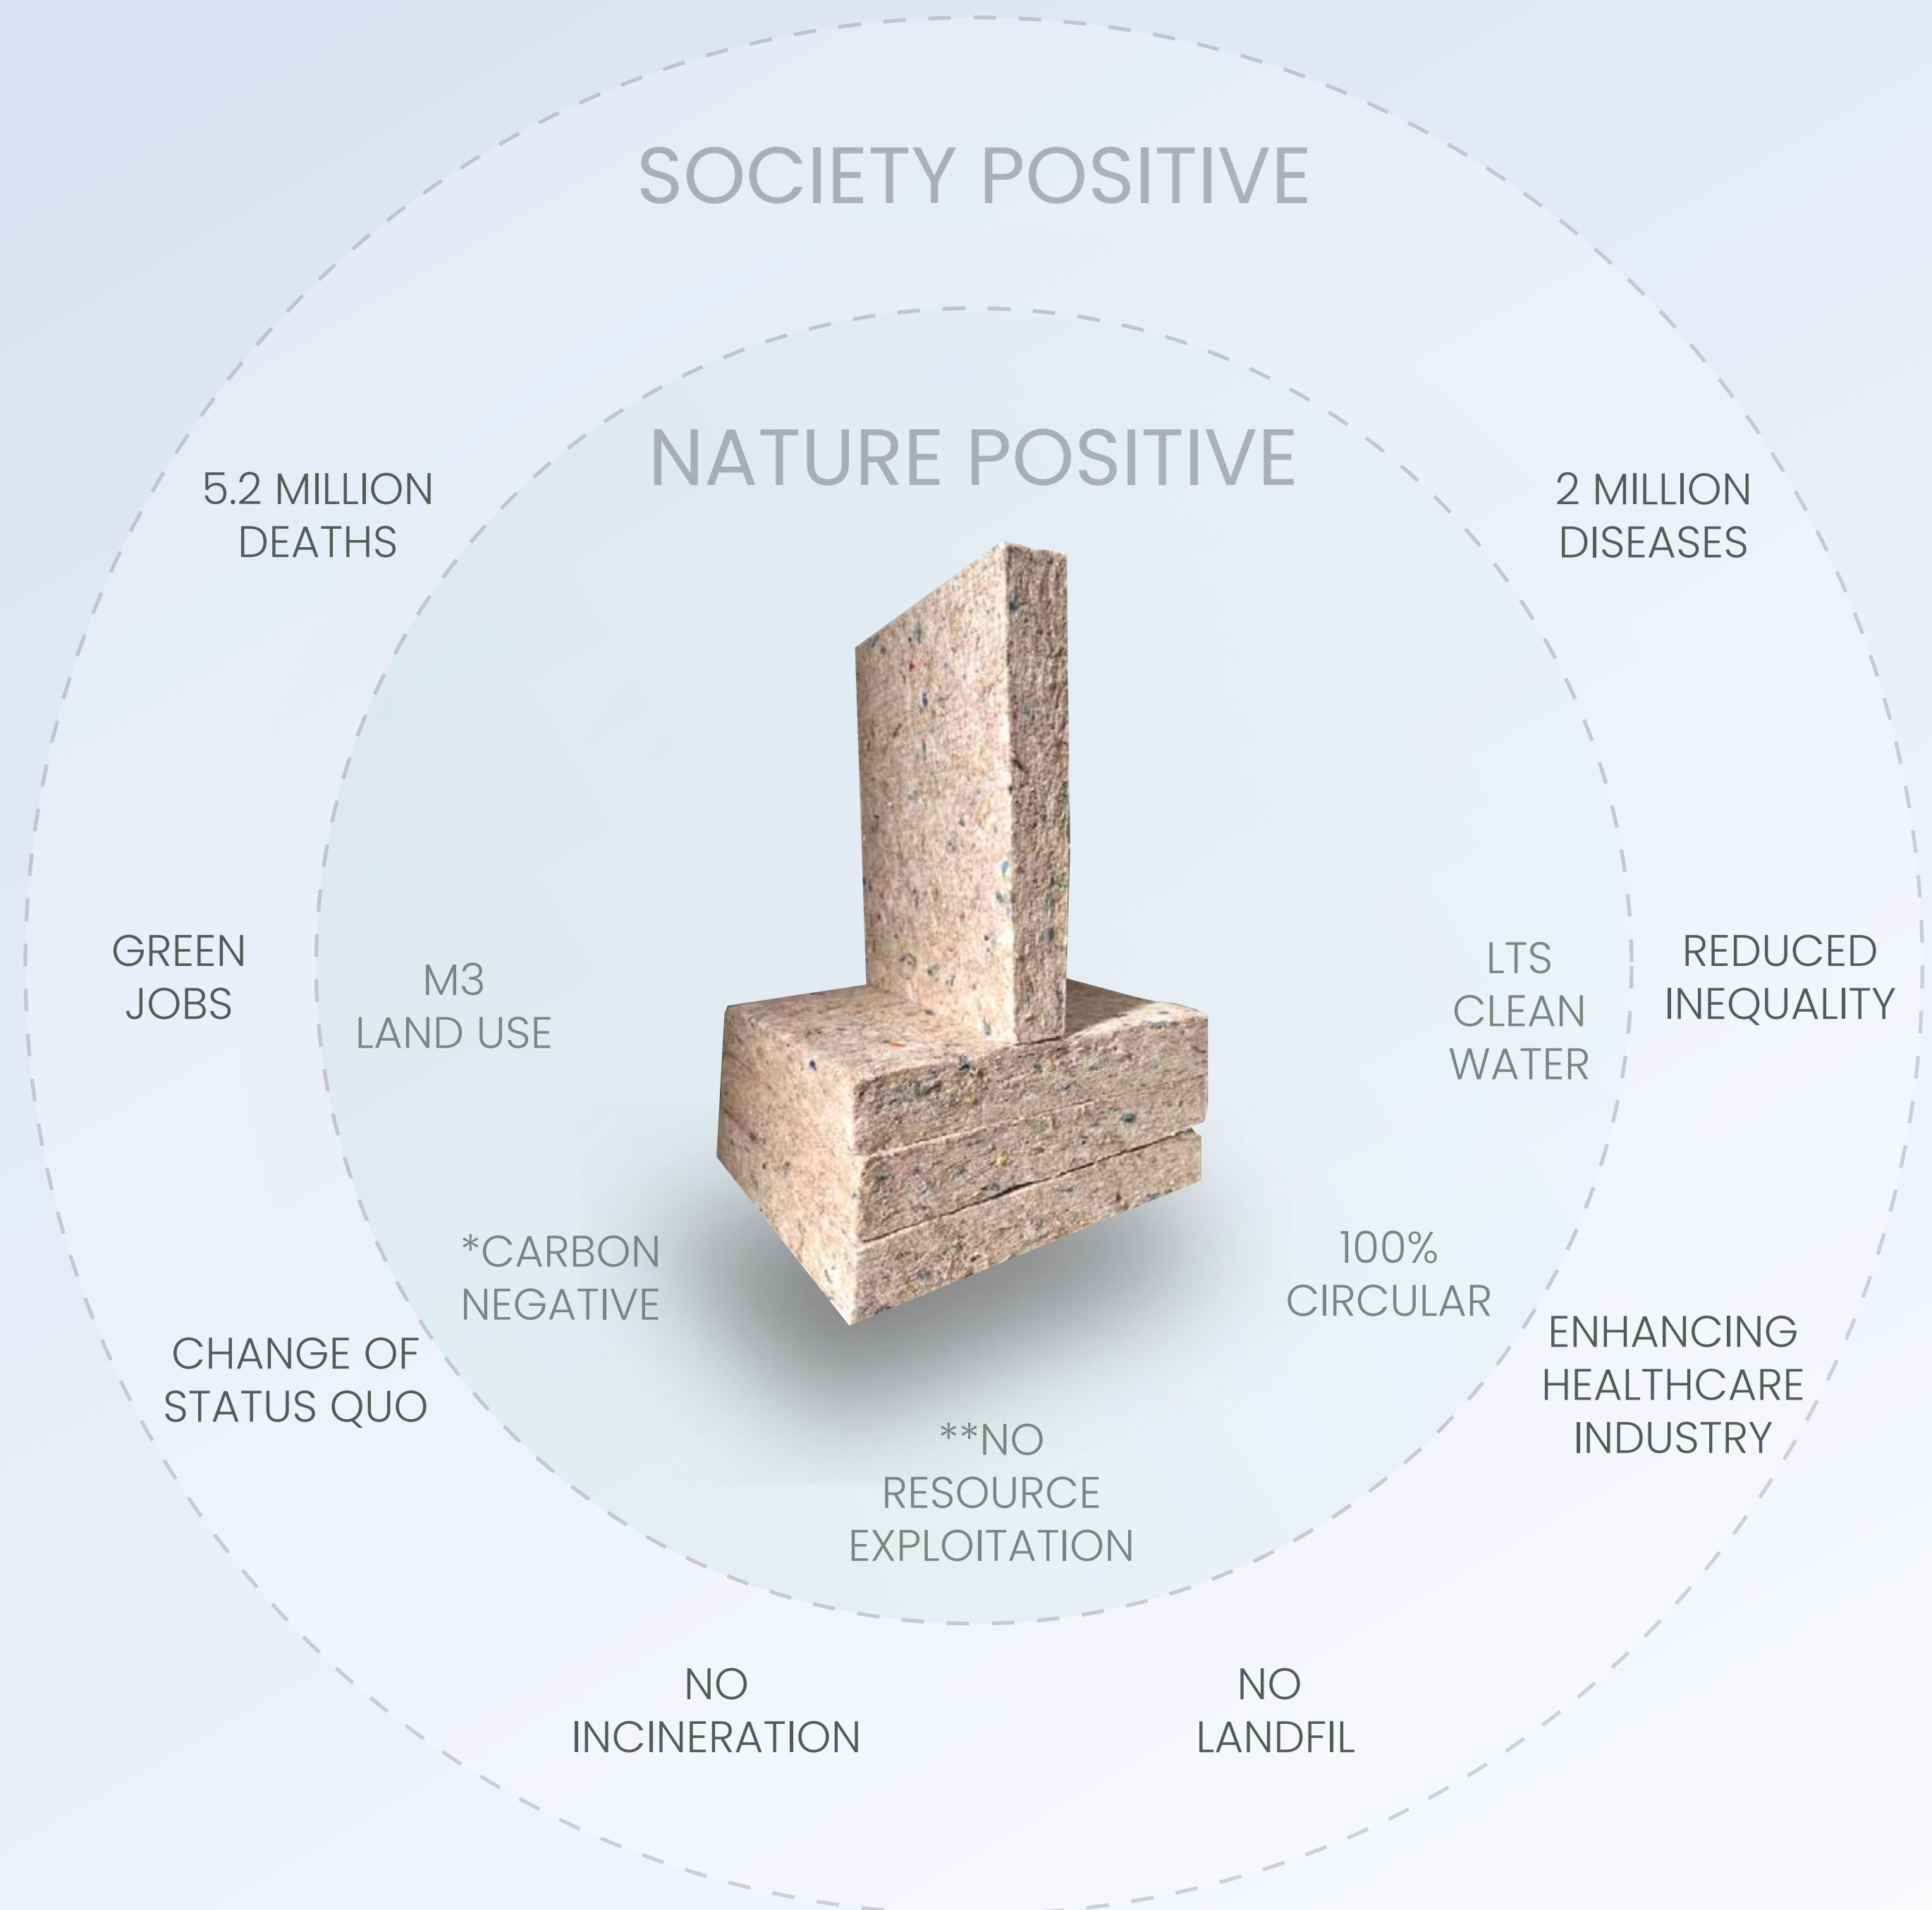 SOCIETY POSITIVE
NATURE POSITIVE
5.2 MILLION
DEATHS
2 MILLION
DISEASES
GREEN
JOBS
M3
LAND USE
LTS
CLEAN
WATER
REDUCED
INEQUALITY
*CARBON
NEGATIVE
100%
CIRCULAR
CHANGE OF
STATUS QUO
ENHANCING
HEALTHCARE
INDUSTRY
**NO
RESOURCE
EXPLOITATION
NO
INCINERATION
NO
LANDFIL